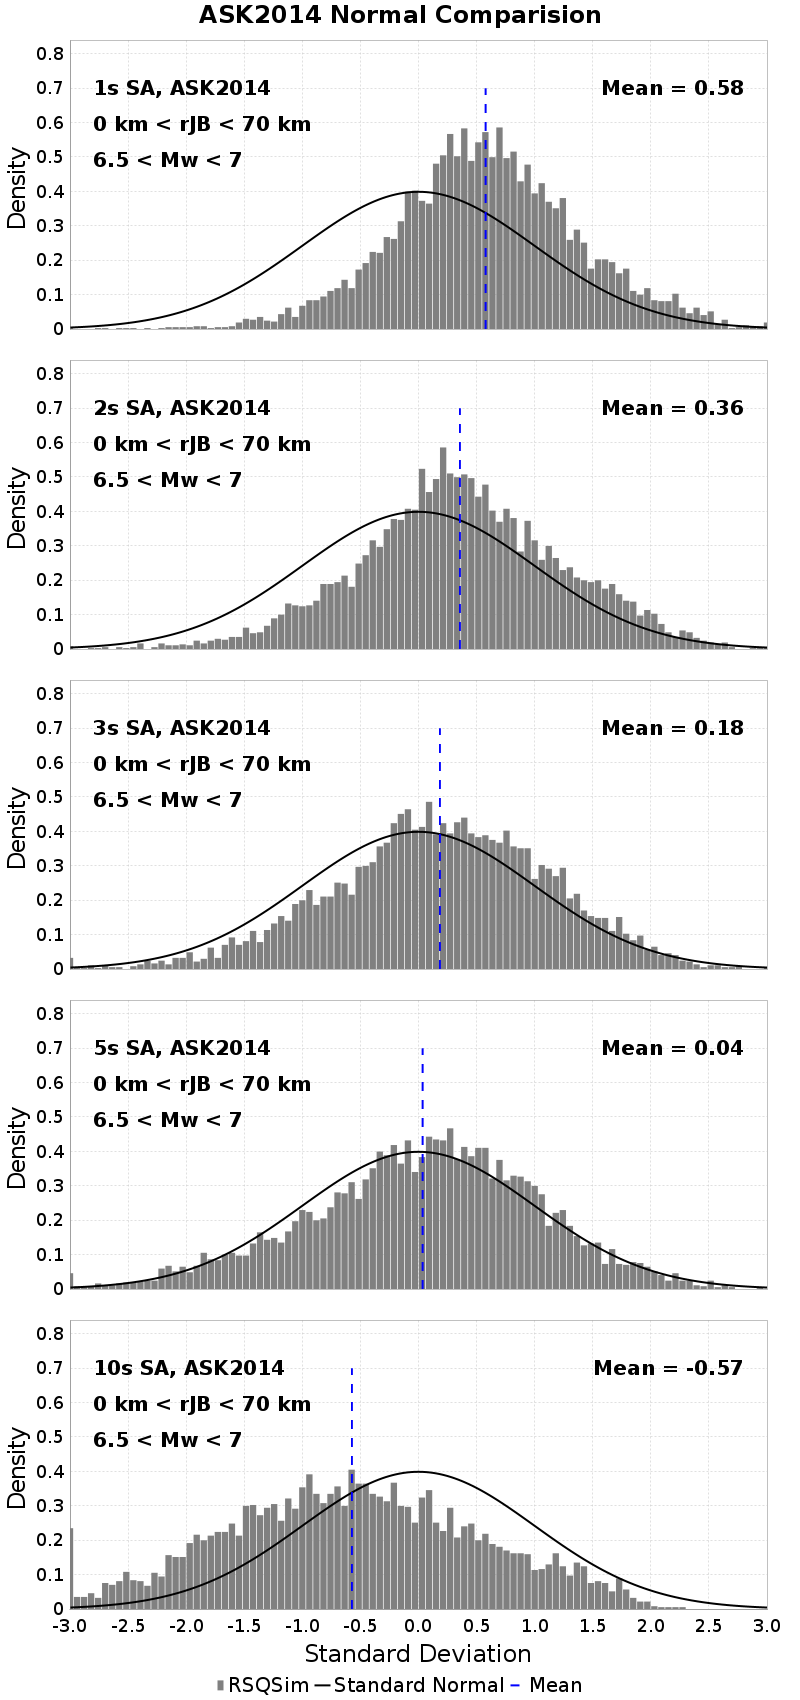 ASK2014 Normal Comparision
0.8
0.7
0.6
0.5
0.4
0.3
0.2
0.1
0
Density
1s SA, ASK2014
0 km < rJB < 70 km
6.5 < Mw < 7
Mean = 0.58
0.8
0.7
0.6
0.5
0.4
0.3
0.2
0.1
0
Density
2s SA, ASK2014
0 km < rJB < 70 km
6.5 < Mw < 7
Mean = 0.36
0.8
0.7
0.6
0.5
0.4
0.3
0.2
0.1
0
Density
3s SA, ASK2014
0 km < rJB < 70 km
6.5 < Mw < 7
Mean = 0.18
0.8
0.7
0.6
0.5
0.4
0.3
0.2
0.1
0
Density
5s SA, ASK2014
0 km < rJB < 70 km
6.5 < Mw < 7
Mean = 0.04
0.8
0.7
0.6
0.5
0.4
0.3
0.2
0.1
0
Density
10s SA, ASK2014
0 km < rJB < 70 km
6.5 < Mw < 7
Mean = -0.57
-3.0 -2.5 -2.0 -1.5 -1.0 -0.5 0.0 0.5 1.0 1.5 2.0 2.5 3.0
Standard Deviation
RSQSim Standard Normal Mean